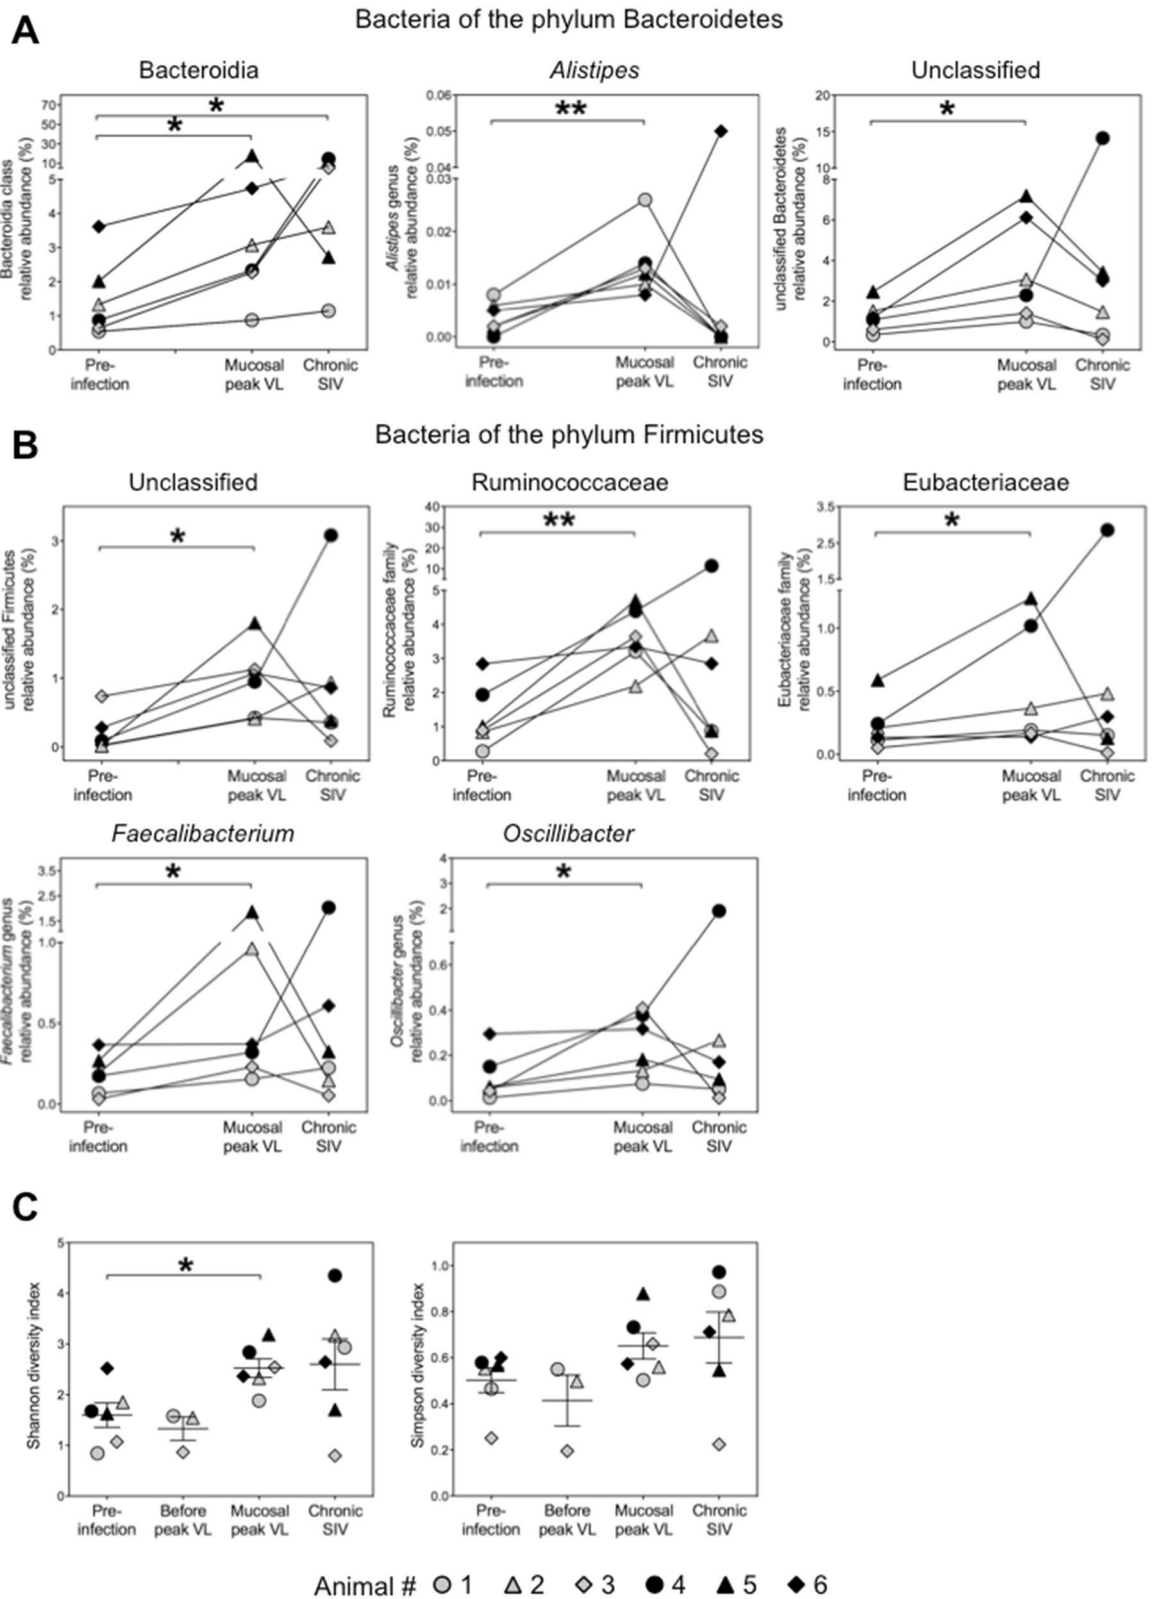 A
Bacteria of the phylum Bacteroidetes
Bacteroidia
Alistipes
Unclassified
Bacteroidia class
relative abundance (%)
70
50
30
10
5
4
3
2
1
0
*
*
Pre-
infection
Mucosal
peak VL
Chronic
SIV
Alistipes genus
relative abundance (%)
0.06
0.05
0.04
0.03
0.02
0.01
0.00
**
Pre-
infection
Mucosal
peak VL
Chronic
SIV
unclassified Bacteroidetes
relative abundance (%)
20
15
10
8
6
4
2
0
*
Pre-
infection
Mucosal
peak VL
Chronic
SIV
B
Bacteria of the phylum Firmicutes
Unclassified
Ruminococcaceae
Eubacteriaceae
unclassified Firmicutes
relative abundance (%)
3
2
1
0
*
Pre-
infection
Mucosal
peak VL
Chronic
SIV
Ruminococcaceae family
relative abundance (%)
40
30
20
10
5
4
3
2
1
0
**
Pre-
infection
Mucosal
peak VL
Chronic
SIV
Eubacteriaceae family
relative abundance (%)
3.5
2.5
1.5
1.0
0.5
0.0
*
Pre-
infection
Mucosal
peak VL
Chronic
SIV
Faecalibacterium
Oscillibacter
Faecalibacterium genus
relative abundance (%)
3.5
2.5
1.5
1.0
0.5
0.0
*
Pre-
infection
Mucosal
peak VL
Chronic
SIV
Oscillibacter genus
relative abundance (%)
4
3
2
0.6
0.4
0.2
0.0
*
Pre-
infection
Mucosal
peak VL
Chronic
SIV
C
Shannon diversity index
5
4
3
2
1
0
*
Pre-
infection
Before
peak VL
Mucosal
peak VL
Chronic
SIV
Simpson diversity index
1.0
0.8
0.6
0.4
0.2
0.0
Pre-
infection
Before
peak VL
Mucosal
peak VL
Chronic
SIV
Animal # 1 2 3 4 5 6